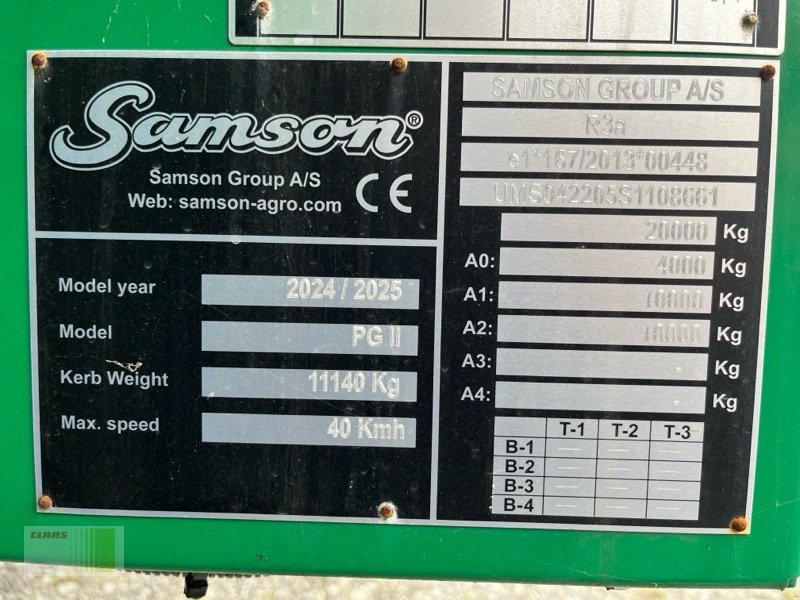 Samson®
Samson Group A/S
Web: samson-agro.com
CE
Model year 2024 / 2025
Model PG II
Kerb Weight 11140 Kg
Max. speed 40 Kmh
SAMSON GROUP A/S
R3a
e1*167/2013*00448
UMS042205S1108661
20000 Kg
A0: 4000 Kg
A1: 10000 Kg
A2: 10000 Kg
A3: Kg
A4: Kg
T-1 T-2 T-3
B-1 — — —
B-2 — — —
B-3 — — —
B-4 — — —
CLAAS